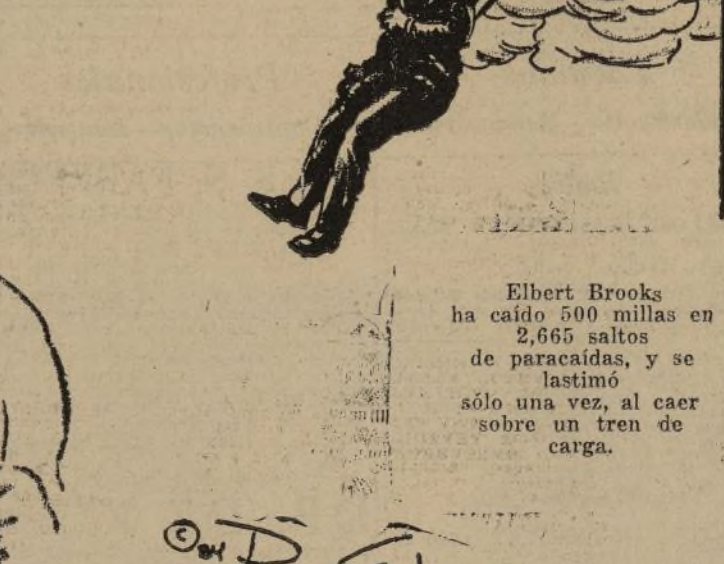 Elbert Brooks
ha caído 500 millas en
2,665 saltos
de paracaídas, y se
lastimó
sólo una vez, al caer
sobre un tren de
carga.
©